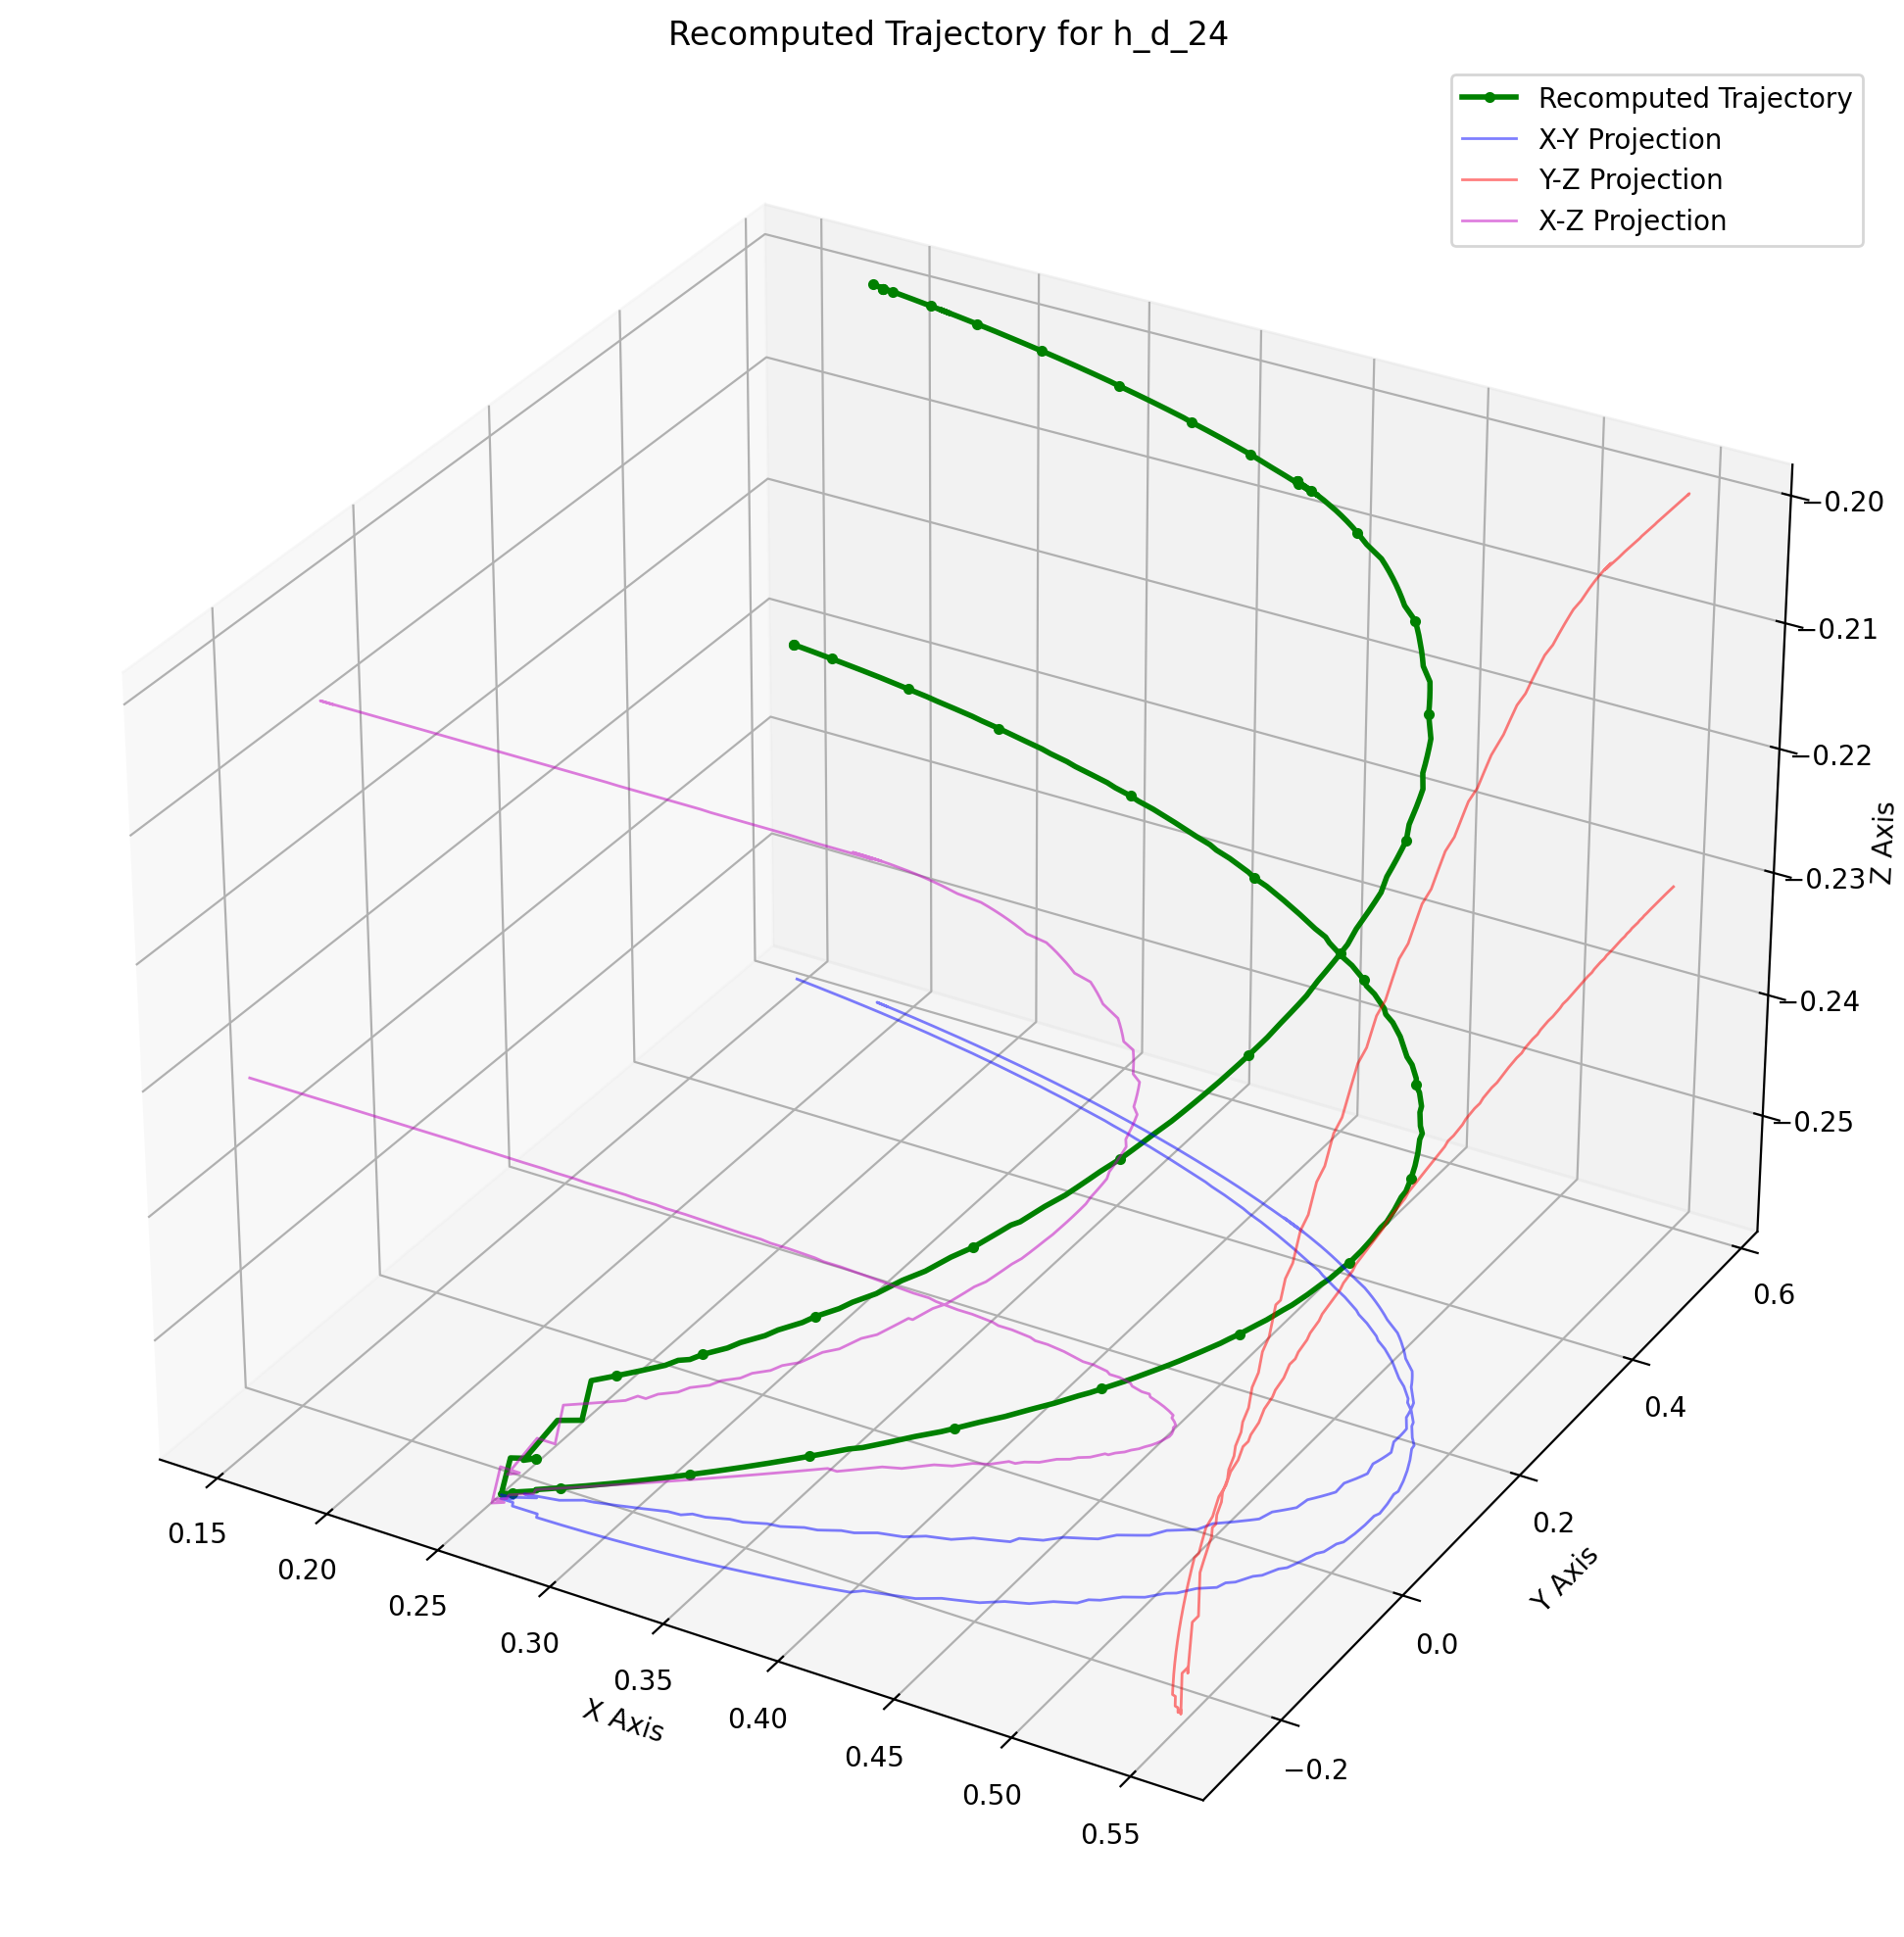 Recomputed Trajectory for h_d_24
Recomputed Trajectory
X-Y Projection
Y-Z Projection
X-Z Projection
−0.20
−0.21
−0.22
−0.23
−0.24
−0.25
Z Axis
0.6
0.4
0.2
0.0
−0.2
Y Axis
0.15
0.20
0.25
0.30
0.35
0.40
0.45
0.50
0.55
X Axis